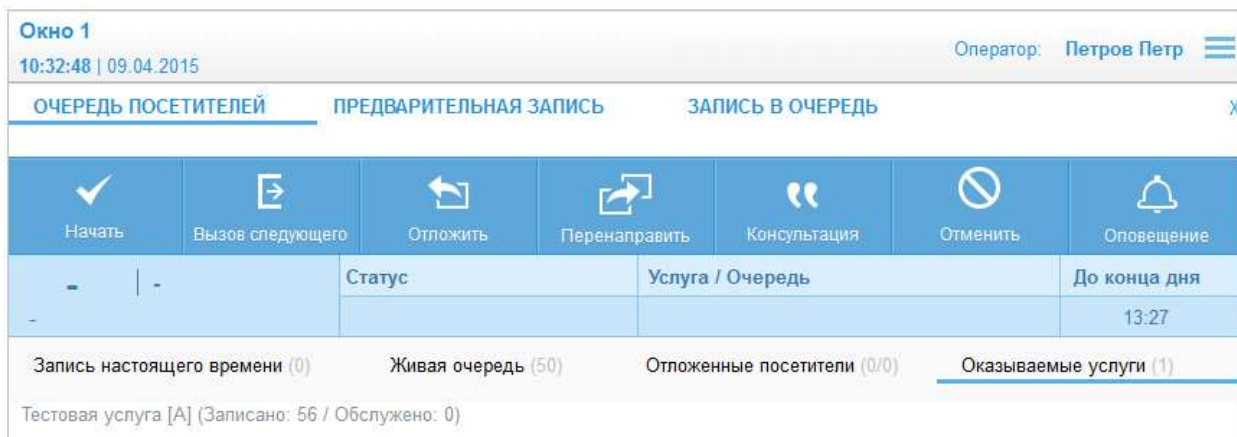 Окно 1
10:32:48 | 09.04.2015
Оператор: Петров Петр
ОЧЕРЕДЬ ПОСЕТИТЕЛЕЙ ПРЕДВАРИТЕЛЬНАЯ ЗАПИСЬ ЗАПИСЬ В ОЧЕРЕДЬ
Начать Вызов следующего Отложить Перенаправить Консультация Отменить Оповещение
- | - Статус Услуга / Очередь До конца дня
- 13:27
Запись настоящего времени (0) Живая очередь (50) Отложенные посетители (0/0) Оказываемые услуги (1)
Тестовая услуга [A] (Записано: 56 / Обслужено: 0)